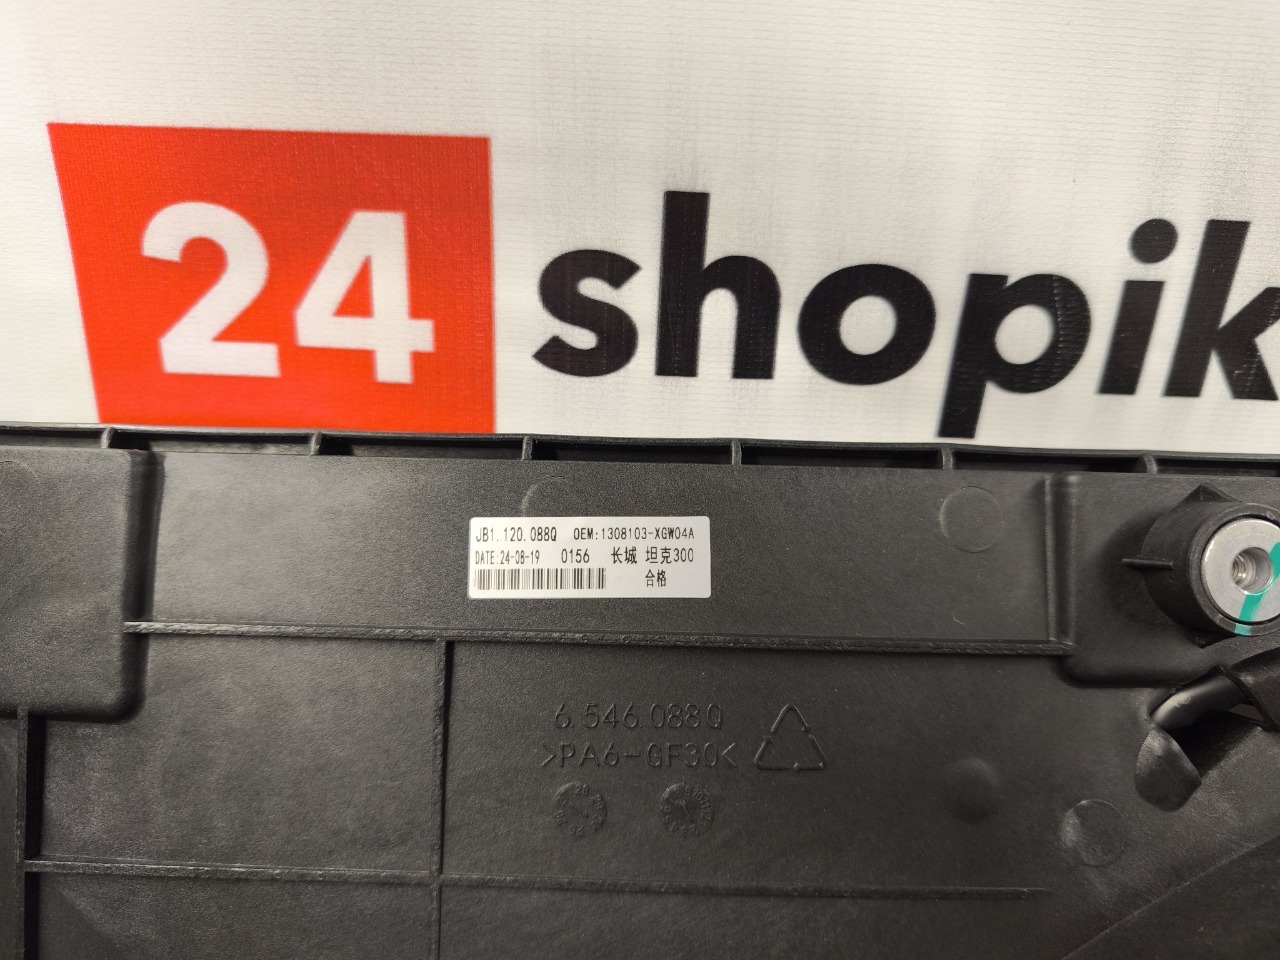 24 shopik
JB1.120.088Q OEM:1308103-XGW04A
DATE:24-08-19 0156 长城 坦克300
合格
6.546.088Q
>PA6-GF30<